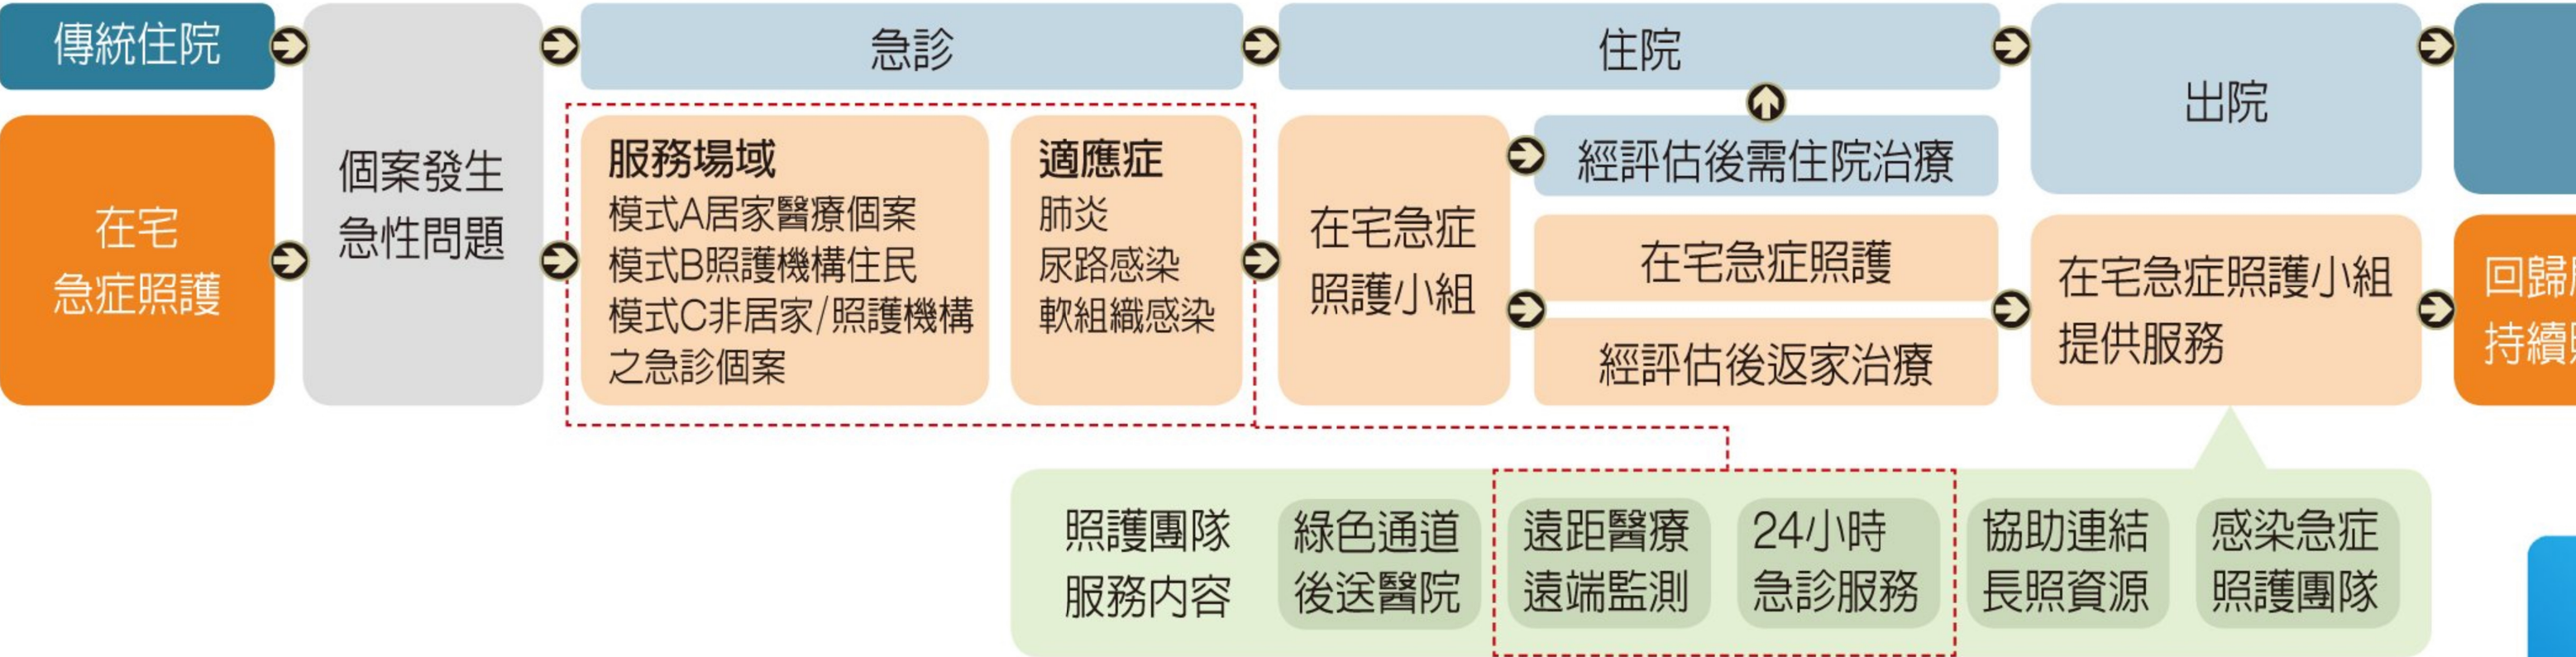 傳統住院
急診
住院
出院
在宅
急症照護
個案發生
急性問題
服務場域
模式A居家醫療個案
模式B照護機構住民
模式C非居家/照護機構
之急診個案
適應症
肺炎
尿路感染
軟組織感染
在宅急症
照護小組
經評估後需住院治療
在宅急症照護
經評估後返家治療
在宅急症照護小組
提供服務
回歸
持續
照護團隊
服務內容
綠色通道
後送醫院
遠距醫療
遠端監測
24小時
急診服務
協助連結
長照資源
感染急症
照護團隊